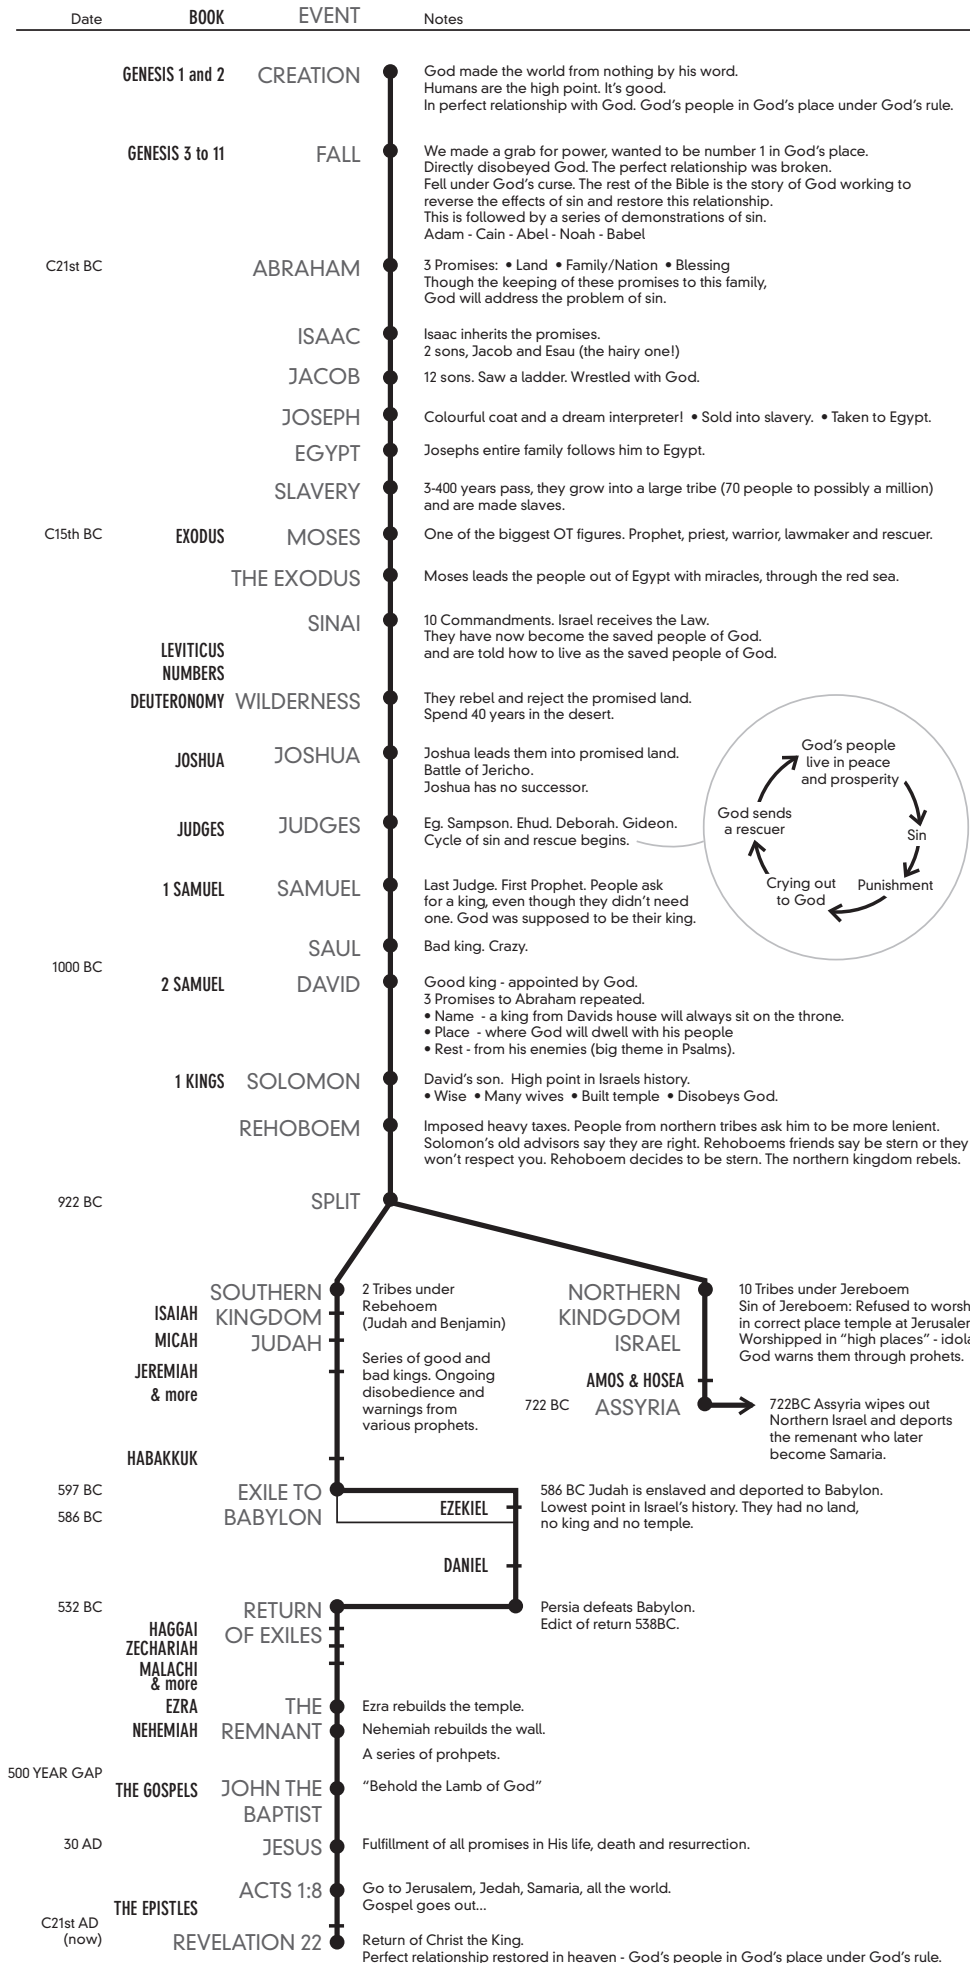 Date BOOK EVENT Notes
GENESIS 1 and 2 CREATION God made the world from nothing by his word.
Humans are the high point. It's good.
In perfect relationship with God. God's people in God's place under God's rule.
GENESIS 3 to 11 FALL We made a grab for power, wanted to be number 1 in God's place.
Directly disobeyed God. The perfect relationship was broken.
Fell under God's curse. The rest of the Bible is the story of God working to
reverse the effects of sin and restore this relationship.
This is followed by a series of demonstrations of sin.
Adam - Cain - Abel - Noah - Babel
C21st BC ABRAHAM 3 Promises: • Land • Family/Nation • Blessing
Though the keeping of these promises to this family,
God will address the problem of sin.
ISAAC Isaac inherits the promises.
2 sons, Jacob and Esau (the hairy one!)
JACOB 12 sons. Saw a ladder. Wrestled with God.
JOSEPH Colourful coat and a dream interpreter! • Sold into slavery. • Taken to Egypt.
EGYPT Josephs entire family follows him to Egypt.
SLAVERY 3-400 years pass, they grow into a large tribe (70 people to possibly a million)
and are made slaves.
C15th BC EXODUS MOSES One of the biggest OT figures. Prophet, priest, warrior, lawmaker and rescuer.
THE EXODUS Moses leads the people out of Egypt with miracles, through the red sea.
SINAI 10 Commandments. Israel receives the Law.
They have now become the saved people of God.
and are told how to live as the saved people of God.
LEVITICUS
NUMBERS
DEUTERONOMY WILDERNESS They rebel and reject the promised land.
Spend 40 years in the desert.
JOSHUA JOSHUA Joshua leads them into promised land.
Battle of Jericho.
Joshua has no successor.
JUDGES JUDGES Eg. Sampson. Ehud. Deborah. Gideon.
Cycle of sin and rescue begins.
God's people
live in peace
and prosperity
Sin
Punishment
Crying out
to God
God sends
a rescuer
1 SAMUEL SAMUEL Last Judge. First Prophet. People ask
for a king, even though they didn't need
one. God was supposed to be their king.
SAUL Bad king. Crazy.
1000 BC
2 SAMUEL DAVID Good king - appointed by God.
3 Promises to Abraham repeated.
• Name - a king from Davids house will always sit on the throne.
• Place - where God will dwell with his people
• Rest - from his enemies (big theme in Psalms).
1 KINGS SOLOMON David's son. High point in Israels history.
• Wise • Many wives • Built temple • Disobeys God.
REHOBOEM Imposed heavy taxes. People from northern tribes ask him to be more lenient.
Solomon's old advisors say they are right. Rehoboems friends say be stern or they
won't respect you. Rehoboem decides to be stern. The northern kingdom rebels.
922 BC SPLIT
SOUTHERN
KINGDOM
JUDAH
2 Tribes under
Rebehoem
(Judah and Benjamin)
ISAIAH
MICAH
JEREMIAH
& more
Series of good and
bad kings. Ongoing
disobedience and
warnings from
various prophets.
HABAKKUK
NORTHERN
KINDGDOM
ISRAEL
10 Tribes under Jereboem
Sin of Jereboem: Refused to
in correct place temple at
Worshipped in "high places" -
God warns them through prohets.
AMOS & HOSEA
722 BC ASSYRIA 722BC Assyria wipes out
Northern Israel and deports
the remenant who later
become Samaria.
597 BC
586 BC
EXILE TO
BABYLON
EZEKIEL
586 BC Judah is enslaved and deported to Babylon.
Lowest point in Israel's history. They had no land,
no king and no temple.
DANIEL
532 BC RETURN
OF EXILES
Persia defeats Babylon.
Edict of return 538BC.
HAGGAI
ZECHARIAH
MALACHI
& more
EZRA THE Ezra rebuilds the temple.
NEHEMIAH REMNANT Nehemiah rebuilds the wall.
A series of prohpets.
500 YEAR GAP
THE GOSPELS JOHN THE "Behold the Lamb of God"
BAPTIST
30 AD JESUS Fulfillment of all promises in His life, death and resurrection.
ACTS 1:8 Go to Jerusalem, Jedah, Samaria, all the world.
Gospel goes out...
THE EPISTLES
C21st AD
(now)
REVELATION 22 Return of Christ the King.
Perfect relationship restored in heaven - God's people in God's place under God's rule.